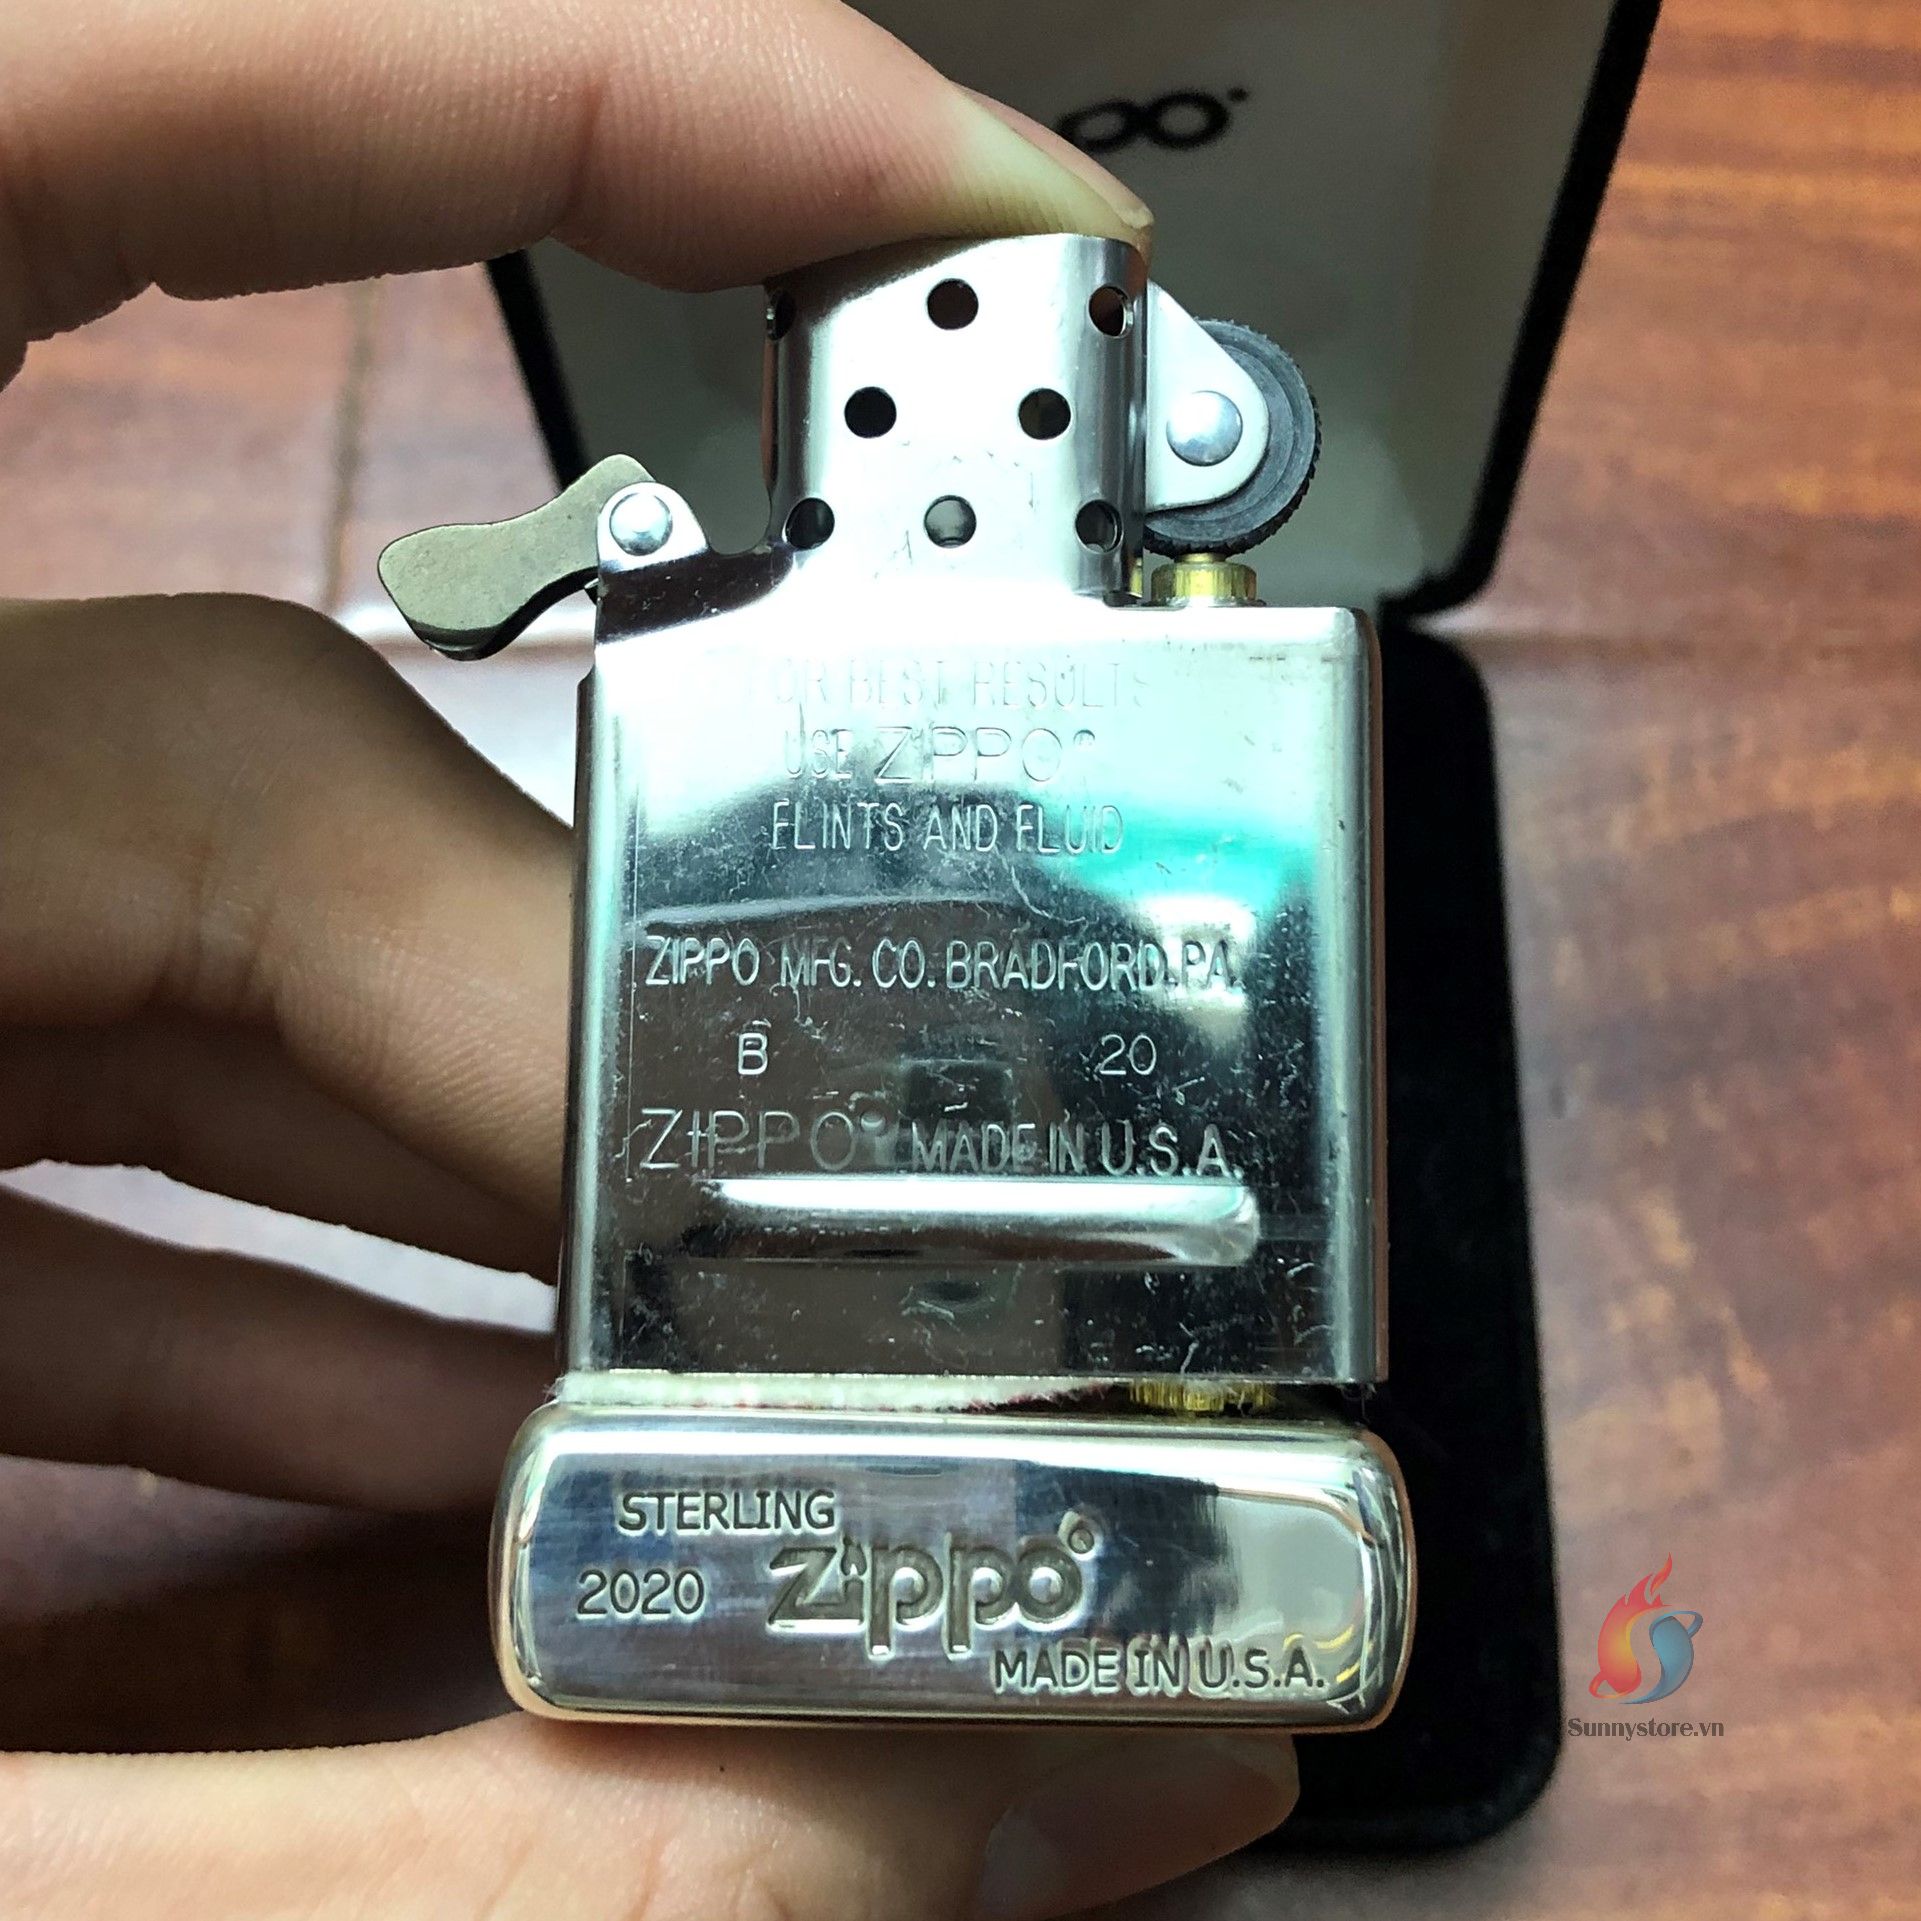 FOR BEST RESULTS
USE ZIPPO®
FLINTS AND FLUID
ZIPPO MFG. CO. BRADFORD, PA.
B 20
ZIPPO® MADE IN U.S.A.
STERLING
2020 Zippo®
MADE IN U.S.A.
Sunnystore.vn